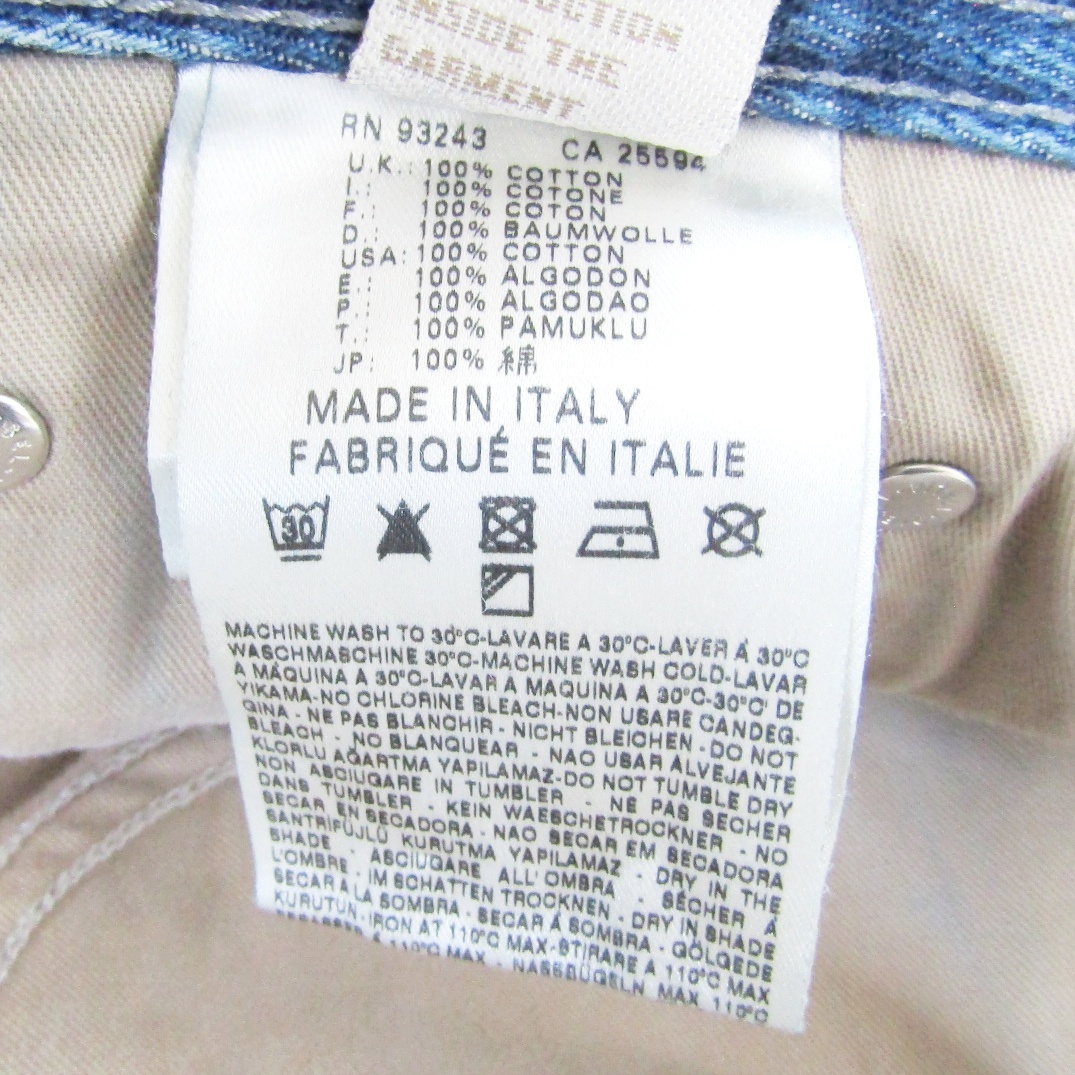 INSIDE THE
GARMENT
RN 93243 CA 25594
U.K.: 100% COTTON
I.: 100% COTONE
F.: 100% COTON
D.: 100% BAUMWOLLE
USA: 100% COTTON
E.: 100% ALGODON
P.: 100% ALGODAO
T.: 100% PAMUKLU
JP: 100% 綿
MADE IN ITALY
FABRIQUÉ EN ITALIE
30
MACHINE WASH TO 30°C-LAVARE A 30°C-LAVER Á 30°C
WASCHMASCHINE 30°C-MACHINE WASH COLD-LAVAR
A MÁQUINA A 30°C-LAVAR A MAQUINA A 30°C-30°C' DE
YIKAMA-NO CHLORINE BLEACH-NON USARE CANDEG-
GINA - NE PAS BLANCHIR - NICHT BLEICHEN - DO NOT
BLEACH - NO BLANQUEAR - NAO USAR ALVEJANTE
KLORLU AĞARTMA YAPILAMAZ-DO NOT TUMBLE DRY
NON ASCIUGARE IN TUMBLER - NE PAS SECHER
DANS TUMBLER - KEIN WAESCHETROCKNER - NO
SECAR EN SECADORA - NAO SECAR EM SECADORA
SANTRİFÜJLÜ KURUTMA YAPILAMAZ - DRY IN THE
SHADE - ASCIUGARE ALL'OMBRA - SÈCHER Á
L'OMBRE - IM SCHATTEN TROCKNEN - DRY IN SHADE
SECAR A LA SOMBRA - SECAR Á SOMBRA - GÖLGEDE
KURUTUN-IRON AT 110°C MAX-STIRARE A 110°C MAX
Á 110°C MAX - NASSBÜGELN MAX 110°C